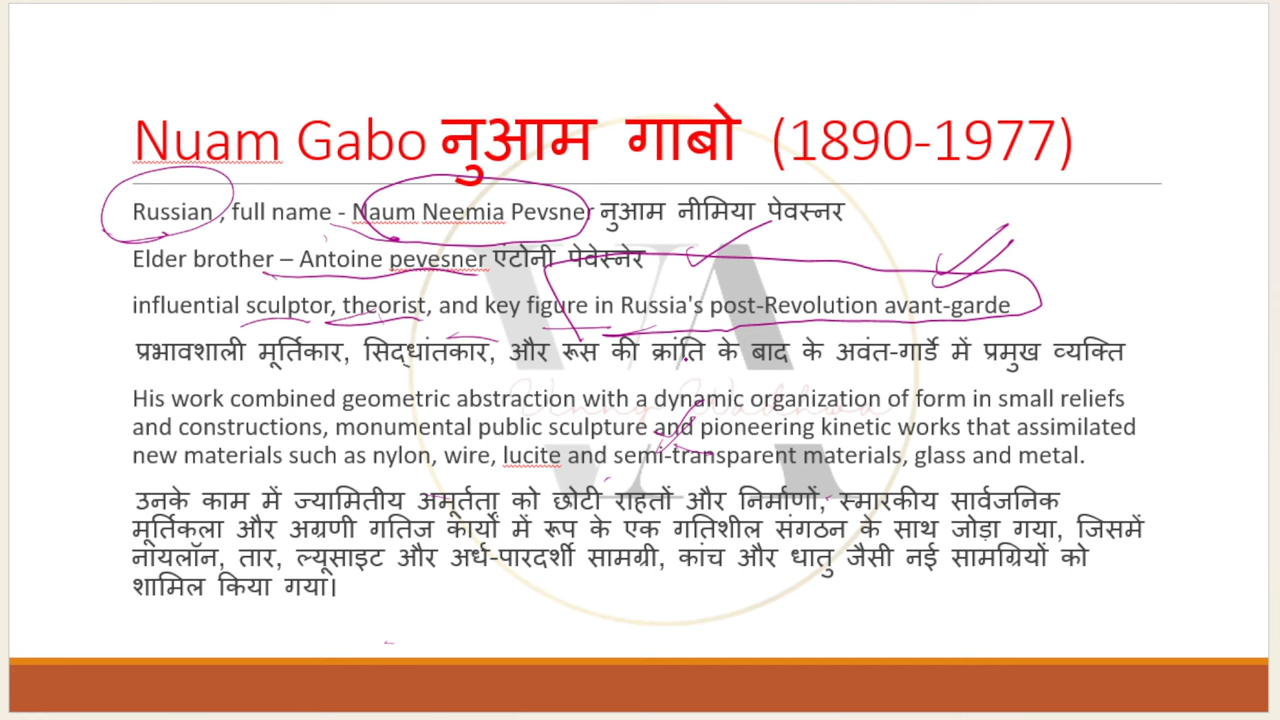 Nuam Gabo नुआम गाबो (1890-1977)
Russian , full name - Naum Neemia Pevsner नुआम नीमिया पेवस्नर
Elder brother – Antoine pevesner एंटोनी पेवेस्नेर
influential sculptor, theorist, and key figure in Russia's post-Revolution avant-garde
प्रभावशाली मूर्तिकार, सिद्धांतकार, और रूस की क्रांति के बाद के अवंत-गार्डे में प्रमुख व्यक्ति
His work combined geometric abstraction with a dynamic organization of form in small reliefs
and constructions, monumental public sculpture and pioneering kinetic works that assimilated
new materials such as nylon, wire, lucite and semi-transparent materials, glass and metal.
उनके काम में ज्यामितीय अमूर्तता को छोटी राहतों और निर्माणों, स्मारकीय सार्वजनिक
मूर्तिकला और अग्रणी गतिज कार्यों में रूप के एक गतिशील संगठन के साथ जोड़ा गया, जिसमें
नायलॉन, तार, ल्यूसाइट और अर्ध-पारदर्शी सामग्री, कांच और धातु जैसी नई सामग्रियों को
शामिल किया गया।